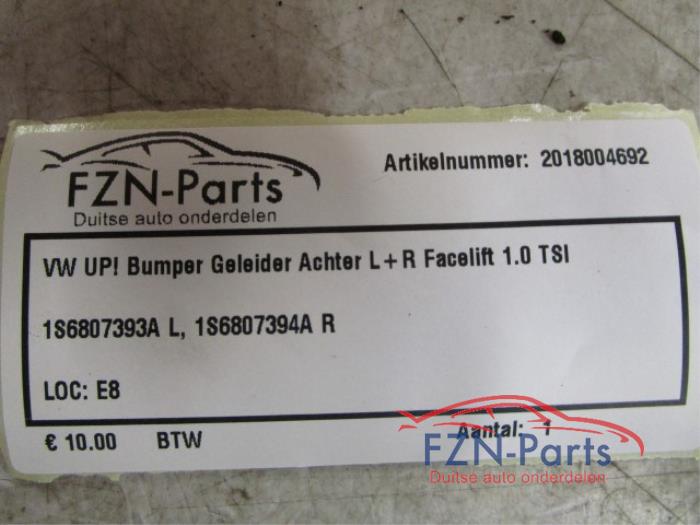 FZN-Parts
Duitse auto onderdelen
Artikelnummer: 2018004692
VW UP! Bumper Geleider Achter L+R Facelift 1.0 TSI
1S6807393A L, 1S6807394A R
LOC: E8
€ 10.00 BTW Aantal: 1
FZN-Parts
Duitse auto onderdelen